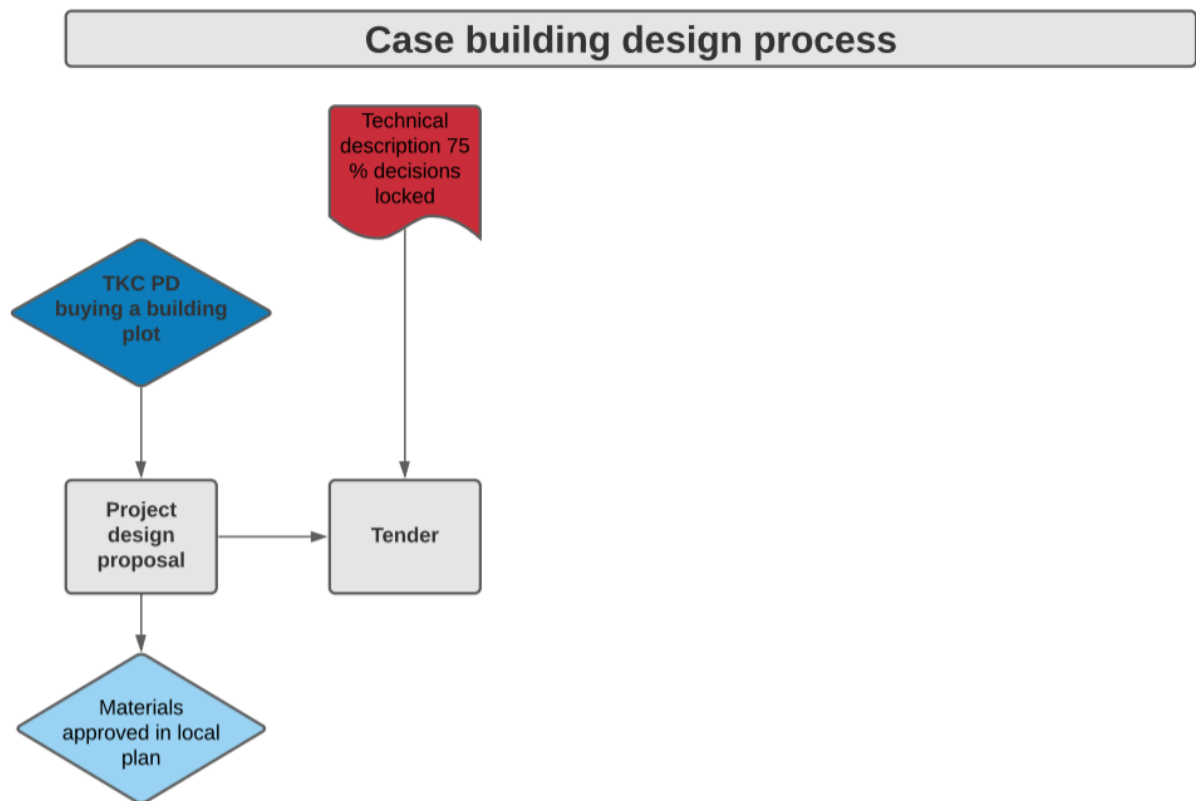 Case building design process
Technical
description 75
% decisions
locked
TKC PD
buying a building
plot
Project
design
proposal
Tender
Materials
approved in local
plan